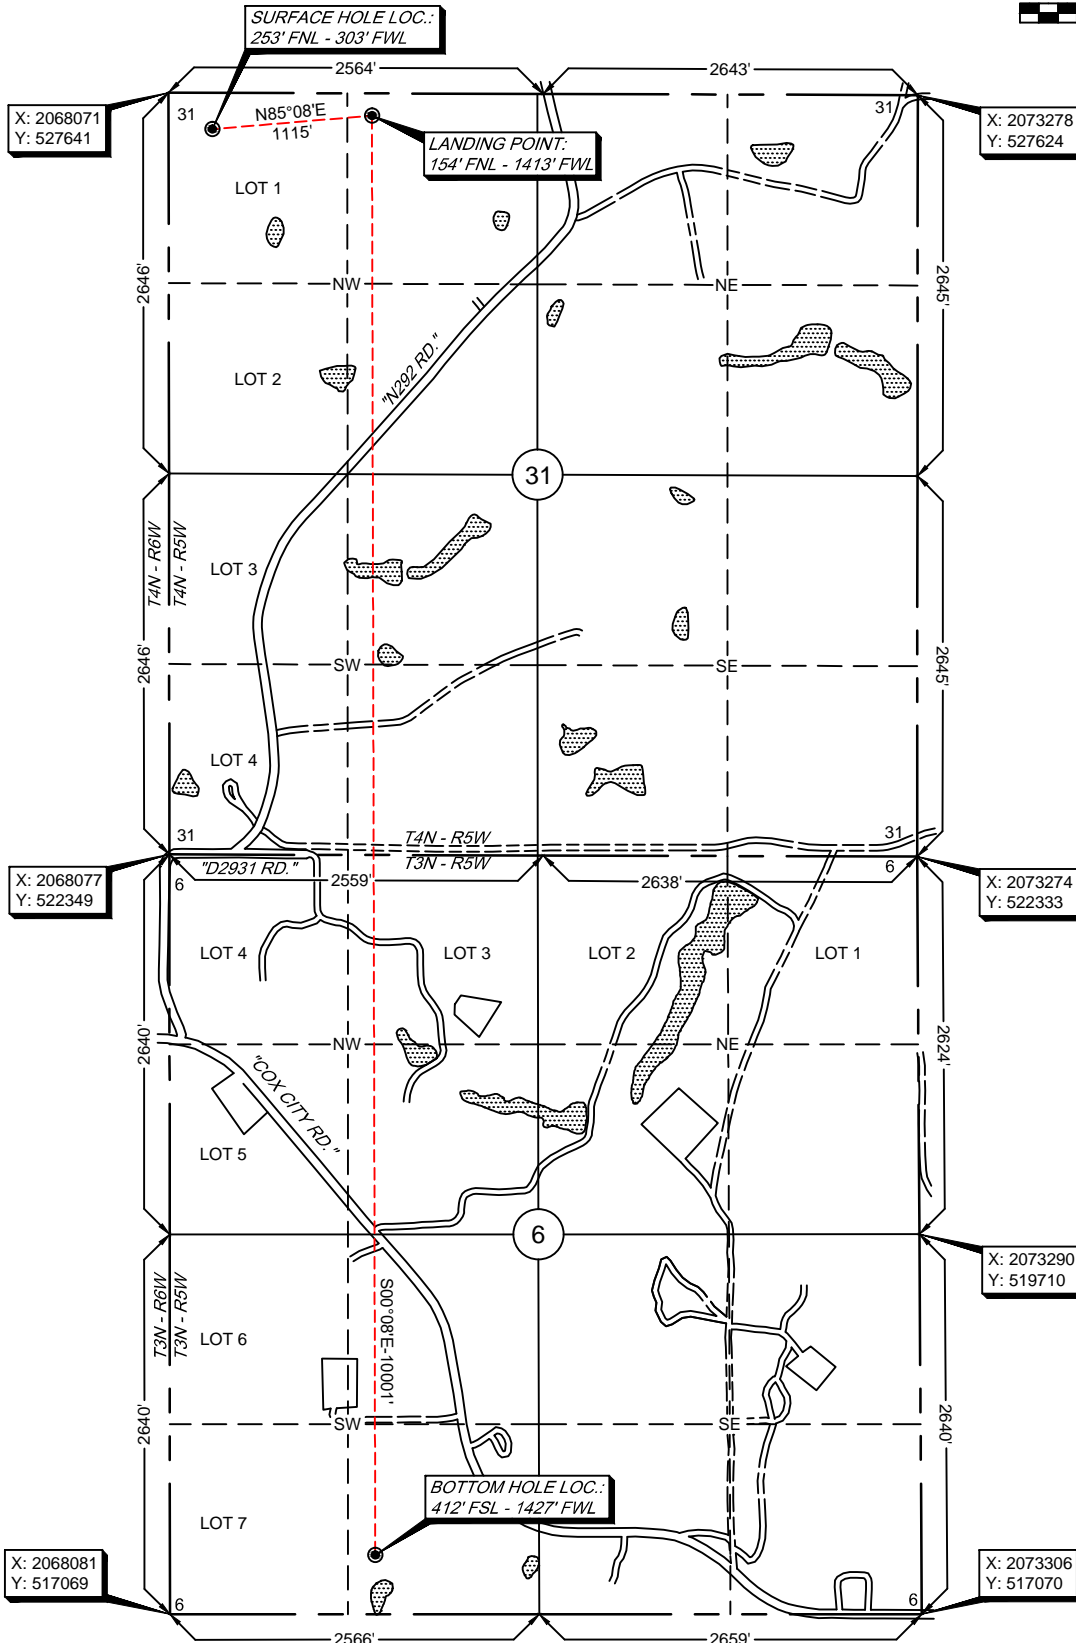 SURFACE HOLE LOC.:
253' FNL - 303' FWL
2564'
2643'
X: 2068071
Y: 527641
31
N85°08'E
1115'
31
X: 2073278
Y: 527624
LANDING POINT:
154' FNL - 1413' FWL
LOT 1
2646'
NW
NE
2645'
"N292 RD."
LOT 2
31
T4N - R6W
T4N - R5W
LOT 3
2646'
SW
SE
2645'
LOT 4
31
T4N - R5W
31
"D2931 RD."
T3N - R5W
X: 2068077
Y: 522349
6
2559'
2638'
6
X: 2073274
Y: 522333
LOT 4
LOT 3
LOT 2
LOT 1
2640'
NW
NE
2624'
"COX CITY RD."
LOT 5
6
X: 2073290
Y: 519710
T3N - R6W
T3N - R5W
S00°08'E-10001'
LOT 6
2640'
SW
SE
2640'
BOTTOM HOLE LOC.:
412' FSL - 1427' FWL
LOT 7
X: 2068081
Y: 517069
X: 2073306
Y: 517070
6
6
2566'
2659'